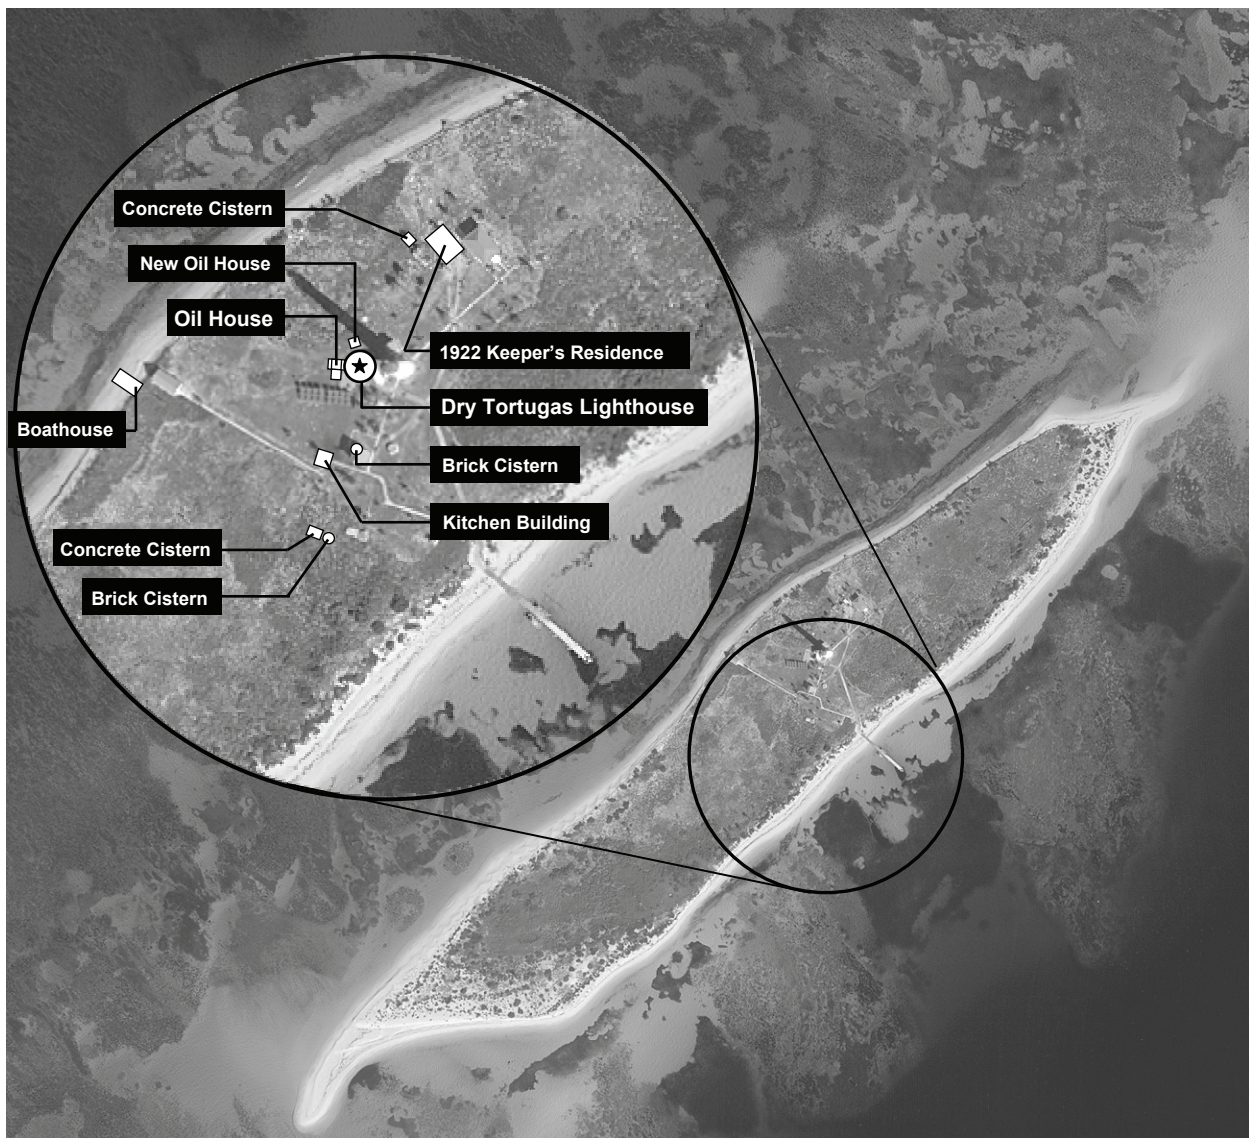 Concrete Cistern
New Oil House
Oil House
1922 Keeper's Residence
Dry Tortugas Lighthouse
Boathouse
Brick Cistern
Kitchen Building
Concrete Cistern
Brick Cistern